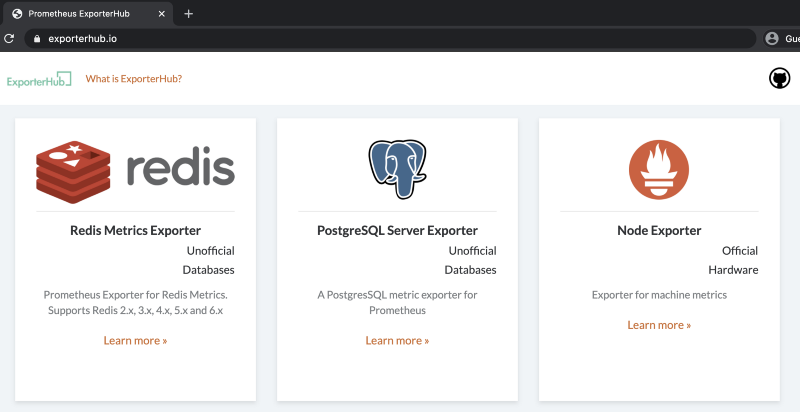 Prometheus ExporterHub
exporterhub.io
Gue
ExporterHub
What is ExporterHub?
redis
Redis Metrics Exporter
Unofficial
Databases
Prometheus Exporter for Redis Metrics.
Supports Redis 2.x, 3.x, 4.x, 5.x and 6.x
Learn more »
PostgreSQL Server Exporter
Unofficial
Databases
A PostgresSQL metric exporter for
Prometheus
Learn more »
Node Exporter
Official
Hardware
Exporter for machine metrics
Learn more »